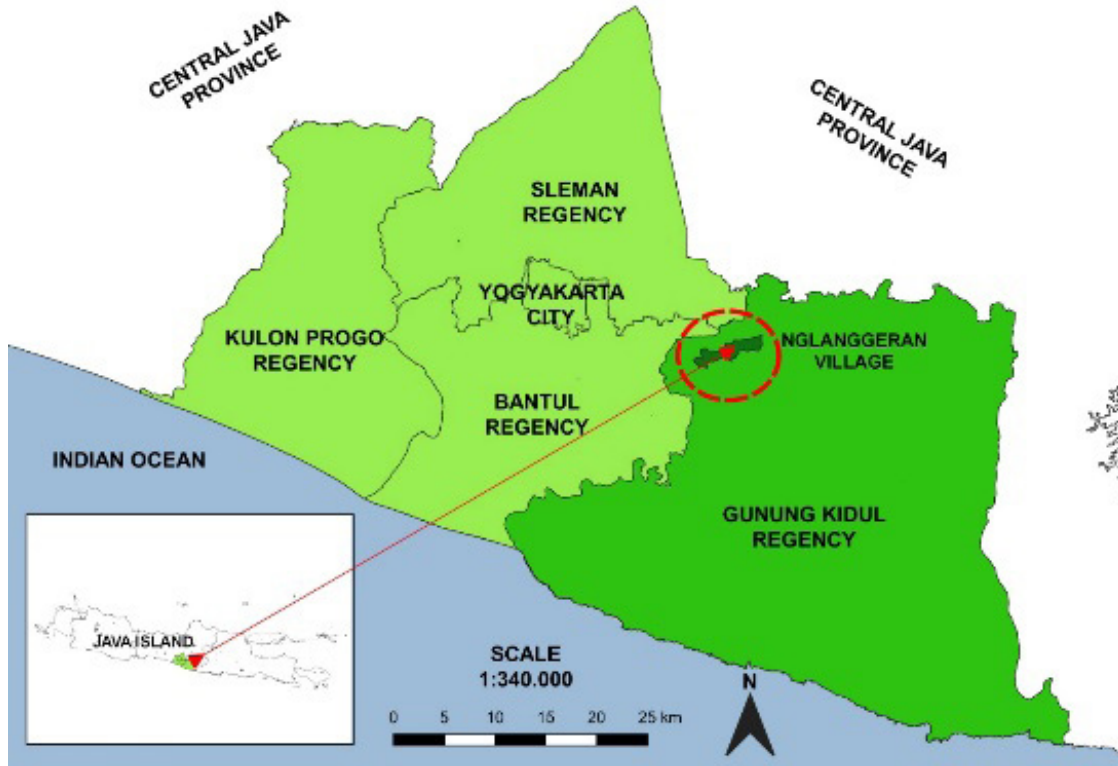 CENTRAL JAVA
PROVINCE
CENTRAL JAVA
PROVINCE
SLEMAN
REGENCY
YOGYAKARTA
CITY
KULON PROGO
REGENCY
NGLANGGERAN
VILLAGE
BANTUL
REGENCY
INDIAN OCEAN
GUNUNG KIDUL
REGENCY
JAVA ISLAND
SCALE
1:340.000
N
0 5 10 15 20 25 km